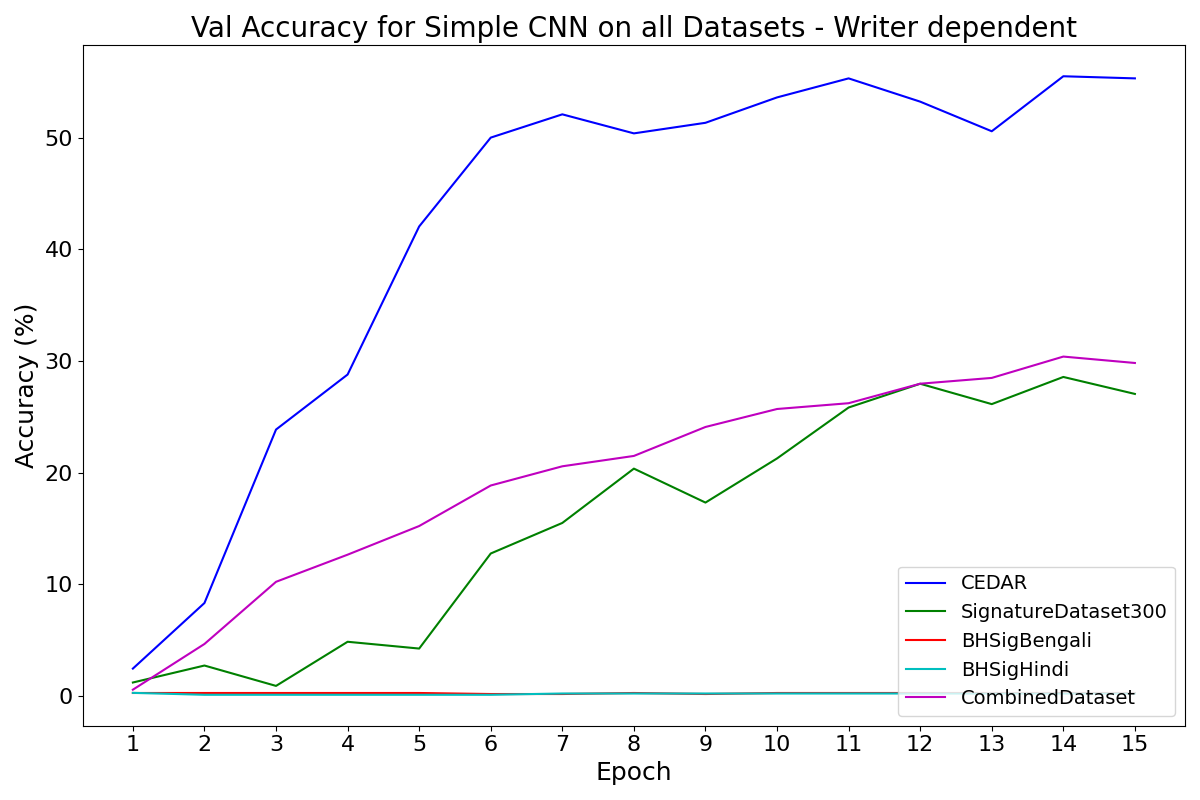 Val Accuracy for Simple CNN on all Datasets - Writer dependent
Accuracy (%)
50
40
30
20
10
0
CEDAR
SignatureDataset300
BHSigBengali
BHSigHindi
CombinedDataset
1 2 3 4 5 6 7 8 9 10 11 12 13 14 15
Epoch